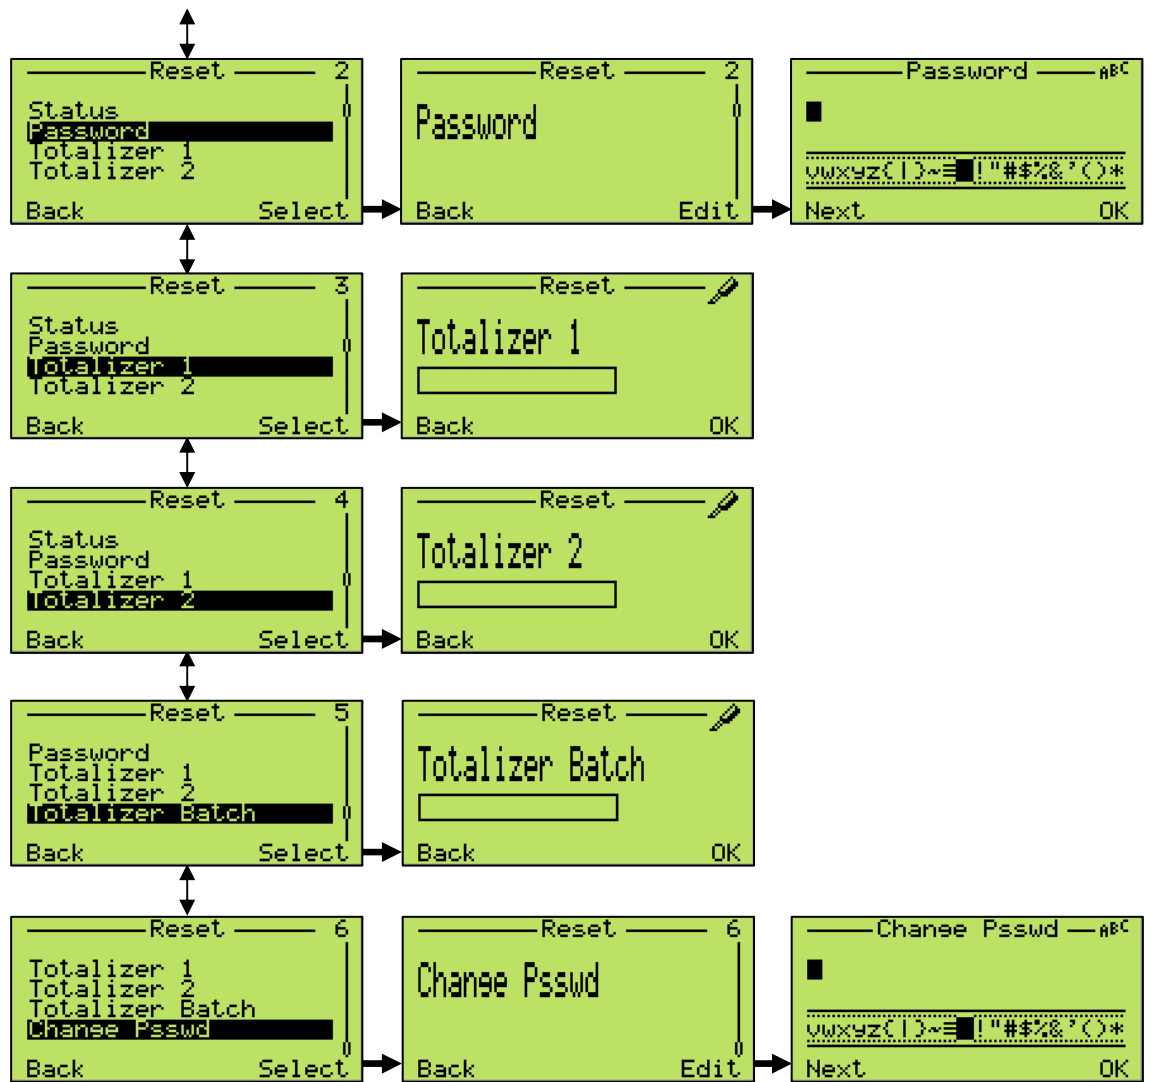 Reset 2
Status
Password
Totalizer 1
Totalizer 2
Back Select
Reset 2
Password
Back Edit
Password ABC
vwxyz{|}~ !"#$%&'()*
Next OK
Reset 3
Status
Password
Totalizer 1
Totalizer 2
Back Select
Reset
Totalizer 1
Back OK
Reset 4
Status
Password
Totalizer 1
Totalizer 2
Back Select
Reset
Totalizer 2
Back OK
Reset 5
Password
Totalizer 1
Totalizer 2
Totalizer Batch
Back Select
Reset
Totalizer Batch
Back OK
Reset 6
Totalizer 1
Totalizer 2
Totalizer Batch
Change Psswd
Back Select
Reset 6
Change Psswd
Back Edit
Change Psswd ABC
vwxyz{|}~ !"#$%&'()*
Next OK